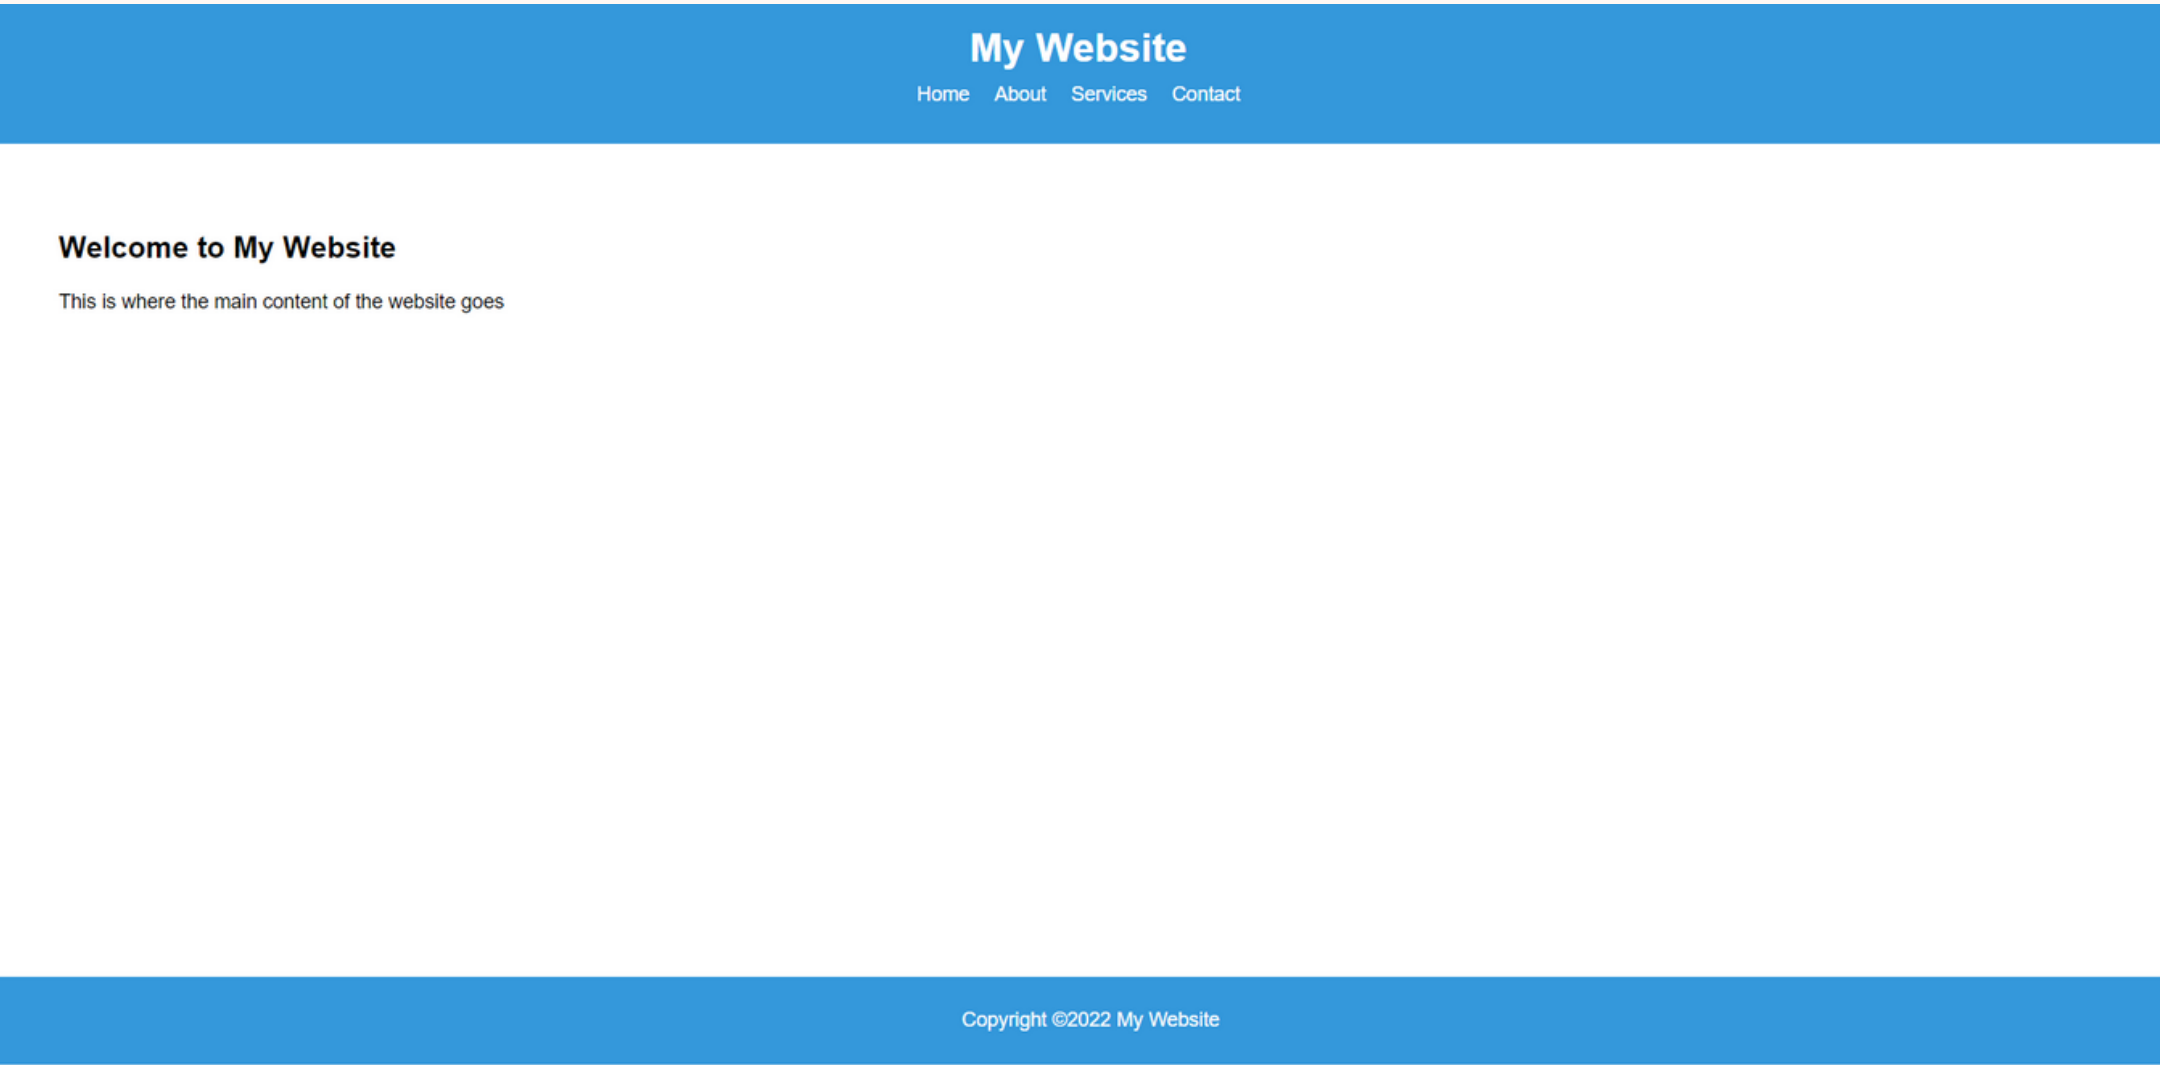 My Website
Home About Services Contact
Welcome to My Website
This is where the main content of the website goes
Copyright ©2022 My Website